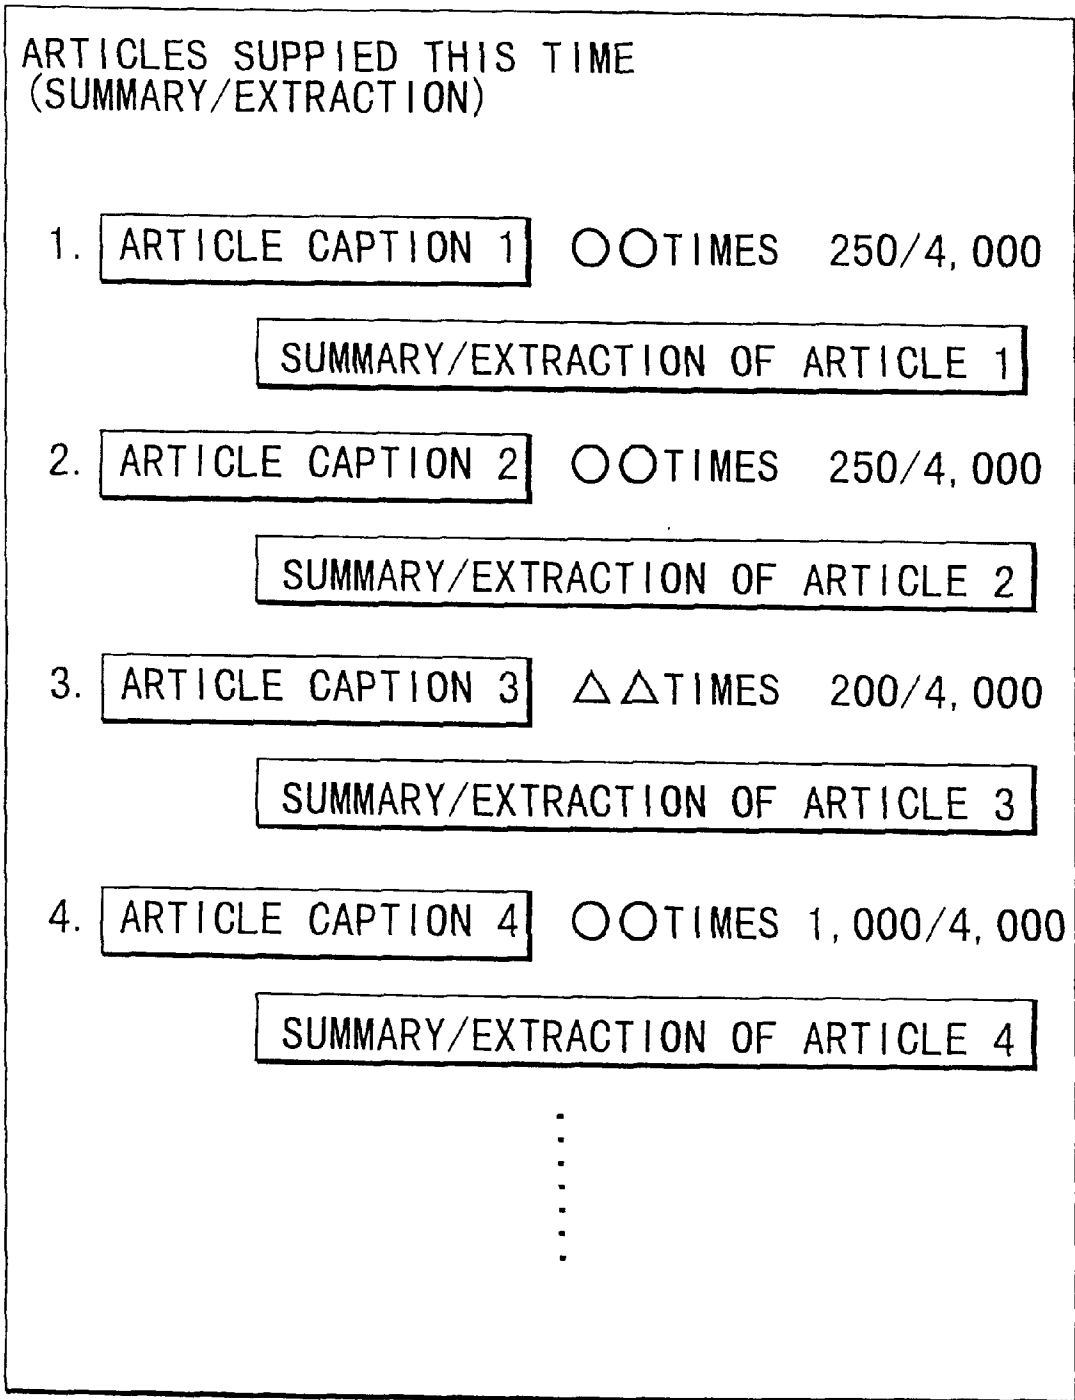 ARTICLES SUPPIED THIS TIME
(SUMMARY/EXTRACTION)
1. ARTICLE CAPTION 1 ○○TIMES 250/4,000
SUMMARY/EXTRACTION OF ARTICLE 1
2. ARTICLE CAPTION 2 ○○TIMES 250/4,000
SUMMARY/EXTRACTION OF ARTICLE 2
3. ARTICLE CAPTION 3 △△TIMES 200/4,000
SUMMARY/EXTRACTION OF ARTICLE 3
4. ARTICLE CAPTION 4 ○○TIMES 1,000/4,000
SUMMARY/EXTRACTION OF ARTICLE 4